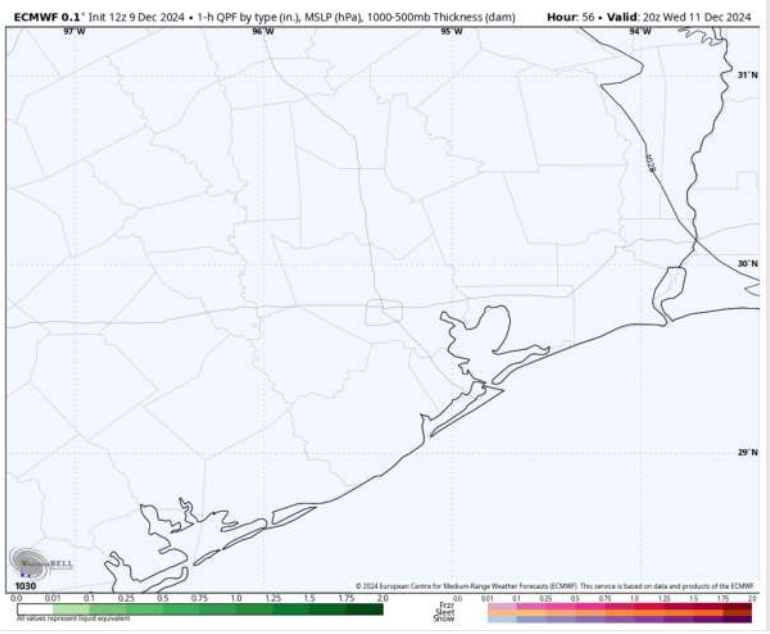 ECMWF 0.1° Init 12z 9 Dec 2024 • 1-h QPF by type (in.), MSLP (hPa), 1000-500mb Thickness (dam) Hour: 56 • Valid: 20z Wed 11 Dec 2024
97°W 96°W 95°W 94°W
31°N
1028
30°N
29°N
WeatherBELL
1030
© 2024 European Centre for Medium-Range Weather Forecasts (ECMWF). This service is based on data and products of the ECMWF
0.0 0.01 0.1 0.25 0.5 0.75 1.0 1.25 1.5 1.75 2.0 0.0 0.01 0.1 0.25 0.5 0.75 1.0 1.25 1.5 1.75 2.0
Frzr
Sleet
Snow
All values represent liquid equivalent